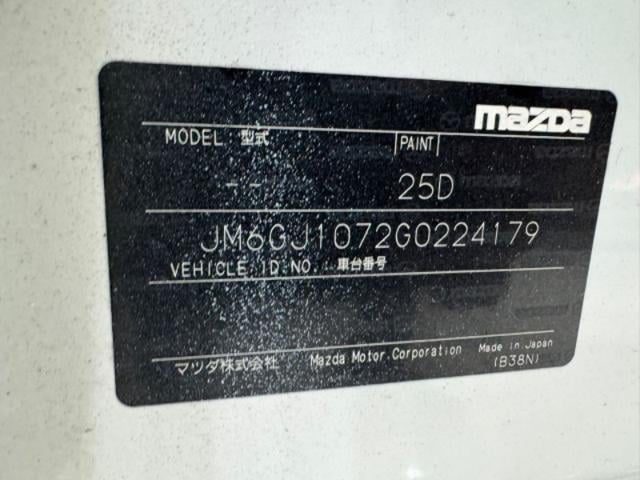 mazda
MODEL 型式 PAINT
-- 25D
JM6GJ1072G0224179
VEHICLE.ID.NO. 車台番号
マツダ株式会社 Mazda Motor.Corporation Made in Japan
(B38N)